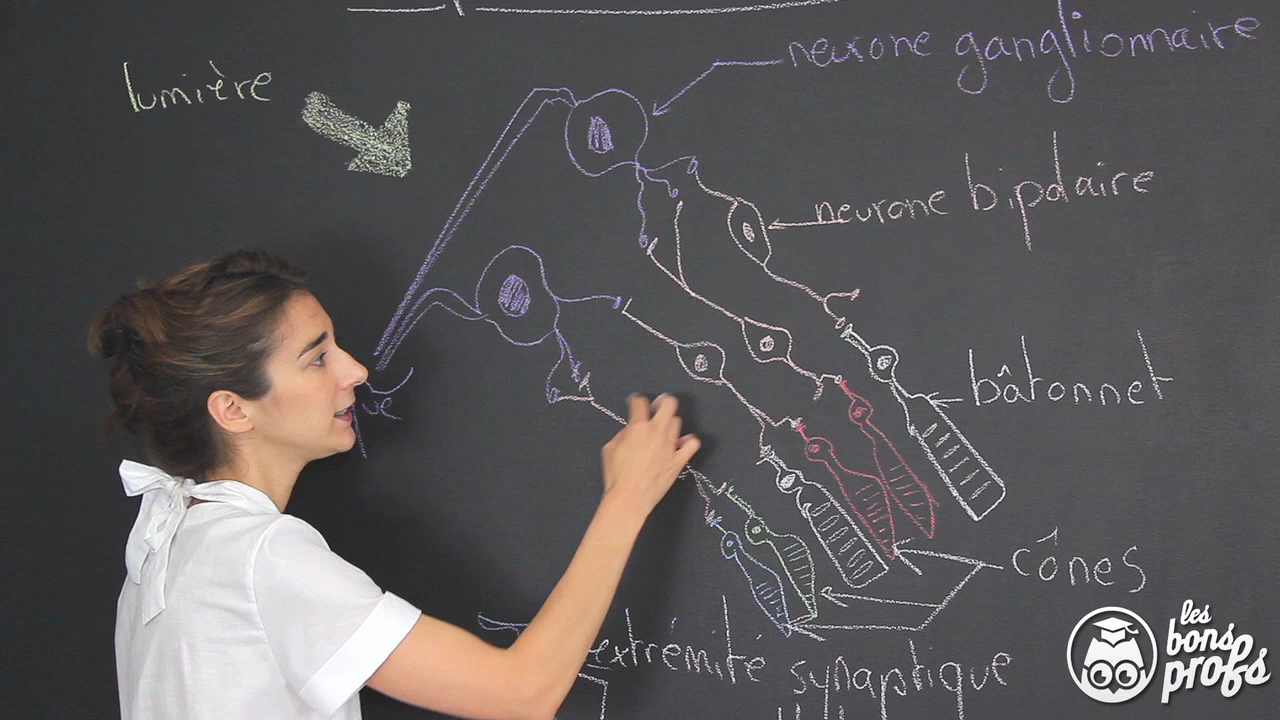 lumière
neurone ganglionnaire
neurone bipolaire
bâtonnet
cônes
extrémité synaptique
les
bons
profs